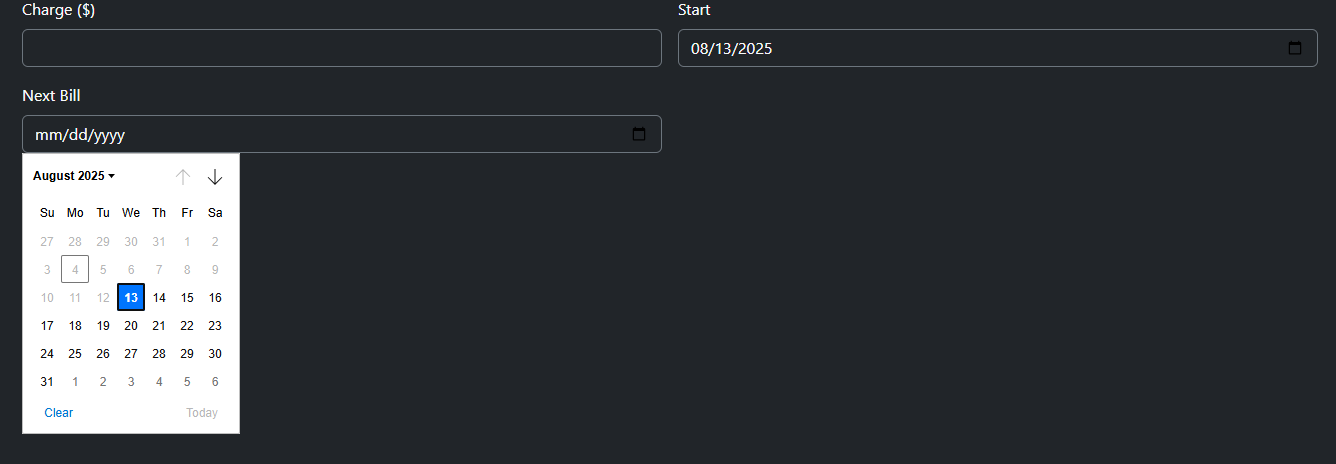 Charge ($)
Start
08/13/2025
Next Bill
mm/dd/yyyy
August 2025
Su Mo Tu We Th Fr Sa
27 28 29 30 31 1 2
3 4 5 6 7 8 9
10 11 12 13 14 15 16
17 18 19 20 21 22 23
24 25 26 27 28 29 30
31 1 2 3 4 5 6
Clear Today